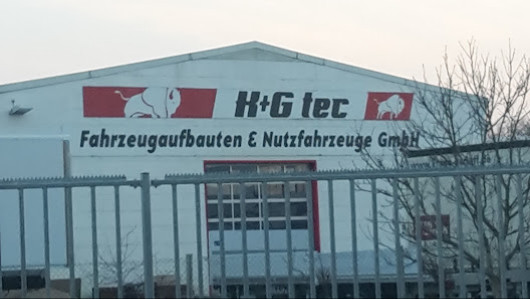 K+G tec
Fahrzeugaufbauten & Nutzfahrzeuge GmbH